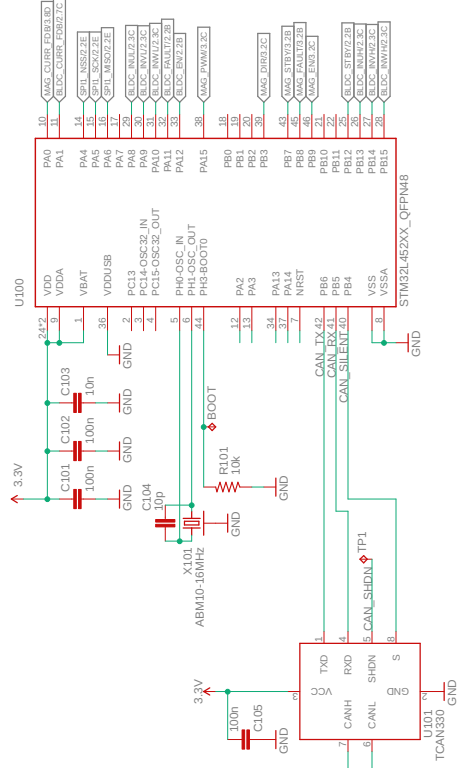 MAG_CURR_FDB/3.8D
BLDC_CURR_FDB/2.7C
SPI1_NSS/2.2E
SPI1_SCK/2.2E
SPI1_MISO/2.2E
BLDC_INUL/2.3C
BLDC_INVL/2.3C
BLDC_INWL/2.3C
BLDC_FAULT/2.2B
BLDC_EN/2.2B
MAG_PWM/3.2C
MAG_DIR/3.2C
MAG_STBY/3.2B
MAG_FAULT/3.2B
MAG_EN/3.2C
BLDC_STBY/2.2B
BLDC_INUH/2.3C
BLDC_INVH/2.3C
BLDC_INWH/2.3C
10 11 14 15 16 17 29 30 31 32 33 38 18 19 20 39 43 45 46 21 22 25 26 27 28
PA0 PA1 PA4 PA5 PA6 PA7 PA8 PA9 PA10 PA11 PA12 PA15 PB0 PB1 PB2 PB3 PB7 PB8 PB9 PB10 PB11 PB12 PB13 PB14 PB15
U100
STM32L452XX_QFPN48
VDD VDDA VBAT VDDUSB PC13 PC14-OSC32_IN PC15-OSC32_OUT PH0-OSC_IN PH1-OSC_OUT PH3-BOOT0 PA2 PA3 PA13 PA14 NRST PB6 PB5 PB4 VSS VSSA
24*2 9 1 36 2 3 4 5 6 44 12 13 34 37 7 42 41 40 8
CAN_TX
CAN_RX
CAN_SILENT
GND
GND
C103
10n
GND
C102
100n
GND
C101
100n
GND
3.3V
BOOT
R101
10k
GND
C104
10p
GND
X101
ABM10-16MHz
TP1
CAN_SHDN
1 4 5 8
TXD RXD SHDN S
VCC
GND
3
2
CANH CANL
7 6
U101
TCAN330
GND
3.3V
100n
C105
GND